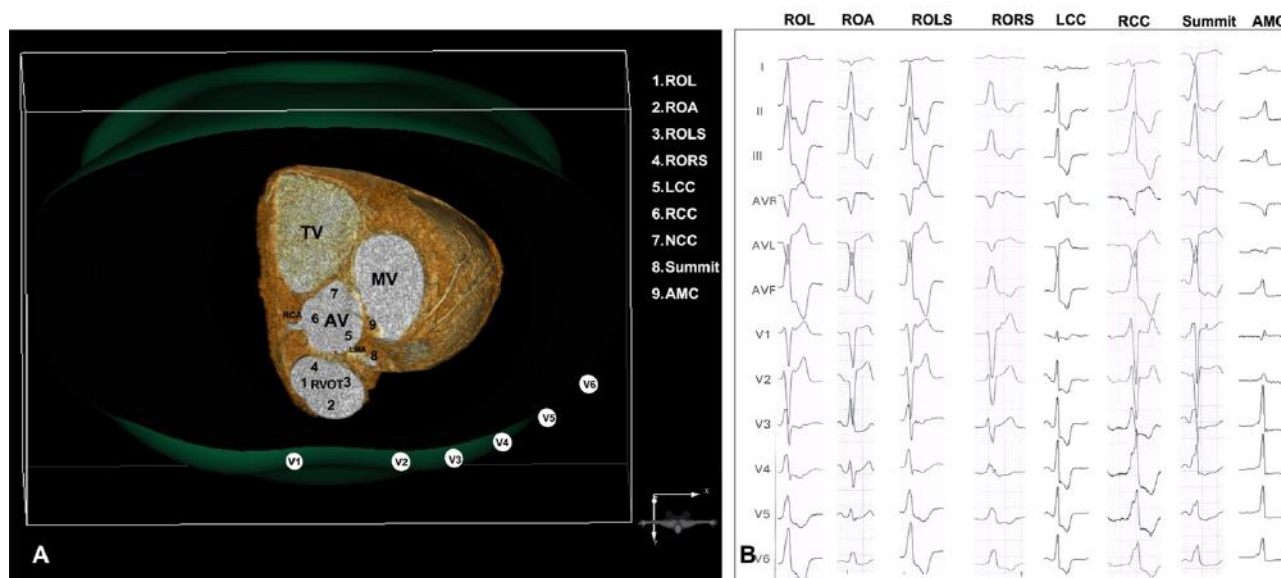 ROL ROA ROLS RORS LCC RCC Summit AMC
1.ROL
2.ROA
3.ROLS
4.RORS
5.LCC
6.RCC
7.NCC
8.Summit
9.AMC
TV
MV
7
6 AV
5
9
RCA
LMA
8
4
1 RVOT 3
2
V6
V5
V4
V3
V2
V1
X
A
I
II
III
AVR
AVL
AVF
V1
V2
V3
V4
V5
V6
B